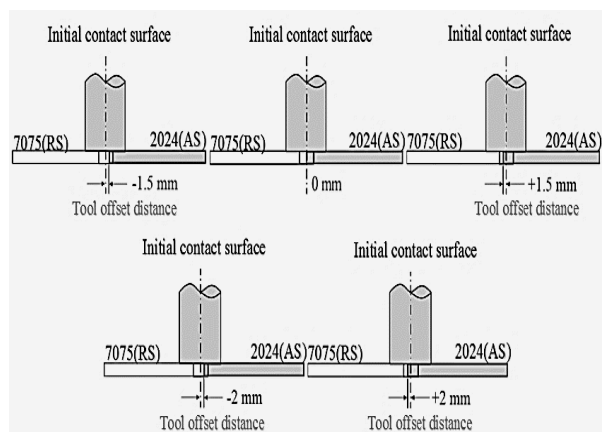 Initial contact surface Initial contact surface Initial contact surface
7075(RS) 2024(AS) 7075(RS) 2024(AS) 7075(RS) 2024(AS)
-1.5 mm 0 mm +1.5 mm
Tool offset distance Tool offset distance
Initial contact surface Initial contact surface
7075(RS) 2024(AS) 7075(RS) 2024(AS)
-2 mm +2 mm
Tool offset distance Tool offset distance